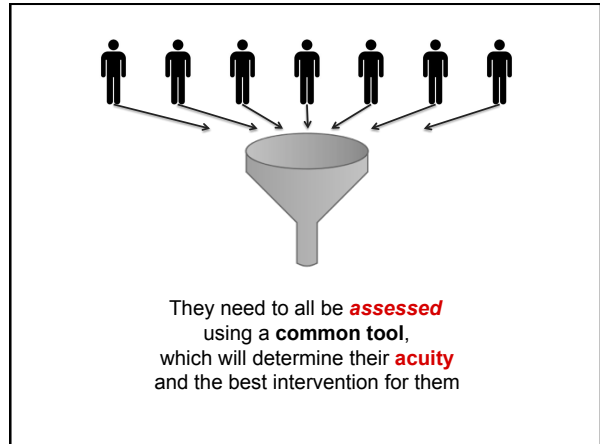 They need to all be assessed
using a common tool,
which will determine their acuity
and the best intervention for them